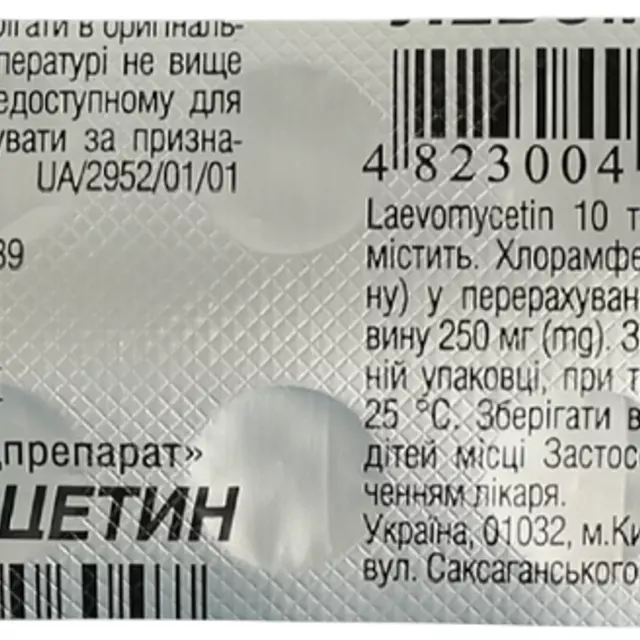 пературі не вище
едоступному для
увати за призна-
UA/2952/01/01
39
препарат»
ЦЕТИН
4 823004
Laevomycetin 10 т
містить. Хлорамфе
ну) у перерахуван
вину 250 мг (mg). З
ній упаковці, при т
25 °С. Зберігати в
дітей місці Застос
ченням лікаря.
Україна, 01032, м.Ки
вул. Саксаганського